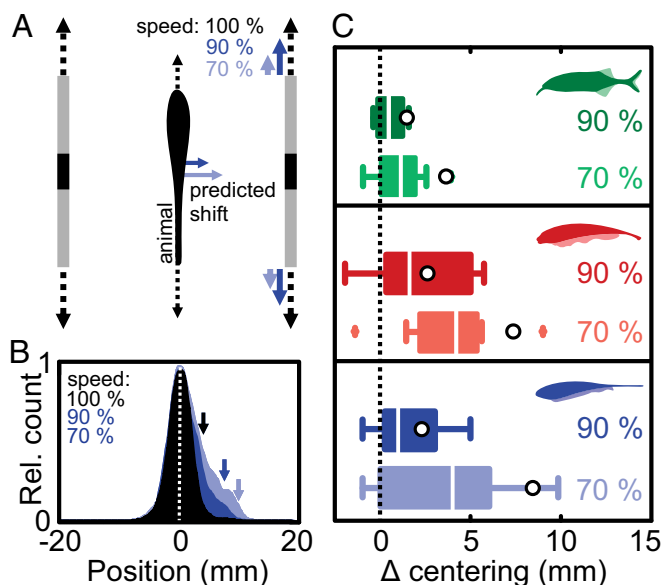 A
speed: 100 %
90 %
70 %
predicted
shift
animal
B
1
speed:
100 %
90 %
70 %
Rel. count
0
-20
0
20
Position (mm)
C
90 %
70 %
90 %
70 %
90 %
70 %
0
5
10
15
Δ centering (mm)